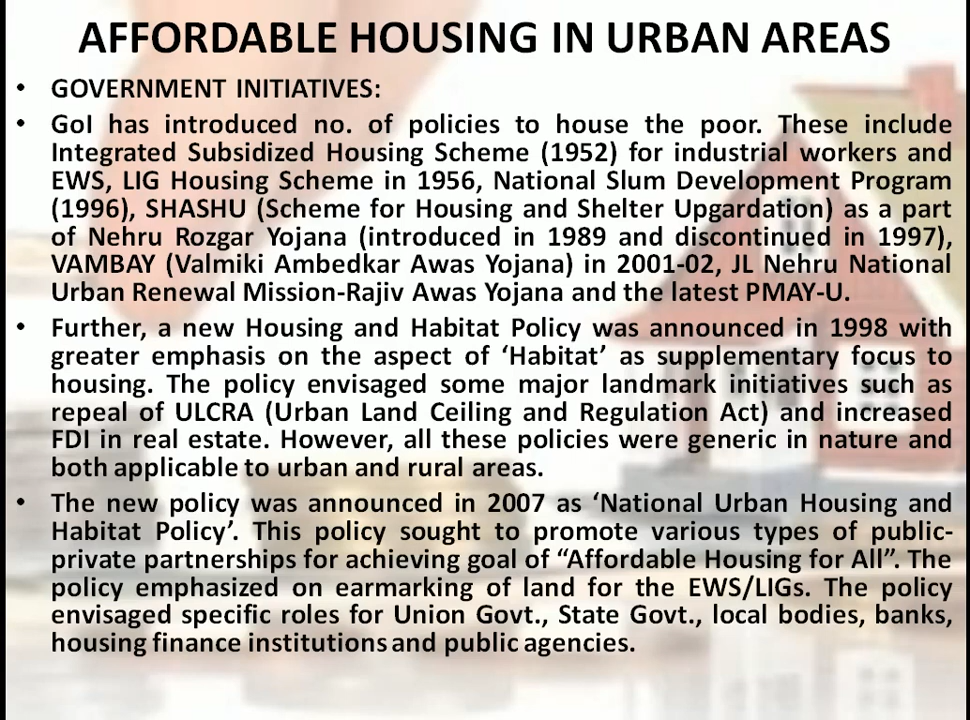 AFFORDABLE HOUSING IN URBAN AREAS
• GOVERNMENT INITIATIVES:
• GoI has introduced no. of policies to house the poor. These include
Integrated Subsidized Housing Scheme (1952) for industrial workers and
EWS, LIG Housing Scheme in 1956, National Slum Development Program
(1996), SHASHU (Scheme for Housing and Shelter Upgardation) as a part
of Nehru Rozgar Yojana (introduced in 1989 and discontinued in 1997),
VAMBAY (Valmiki Ambedkar Awas Yojana) in 2001-02, JL Nehru National
Urban Renewal Mission-Rajiv Awas Yojana and the latest PMAY-U.
• Further, a new Housing and Habitat Policy was announced in 1998 with
greater emphasis on the aspect of ‘Habitat’ as supplementary focus to
housing. The policy envisaged some major landmark initiatives such as
repeal of ULCRA (Urban Land Ceiling and Regulation Act) and increased
FDI in real estate. However, all these policies were generic in nature and
both applicable to urban and rural areas.
• The new policy was announced in 2007 as ‘National Urban Housing and
Habitat Policy’. This policy sought to promote various types of public-
private partnerships for achieving goal of “Affordable Housing for All”. The
policy emphasized on earmarking of land for the EWS/LIGs. The policy
envisaged specific roles for Union Govt., State Govt., local bodies, banks,
housing finance institutions and public agencies.